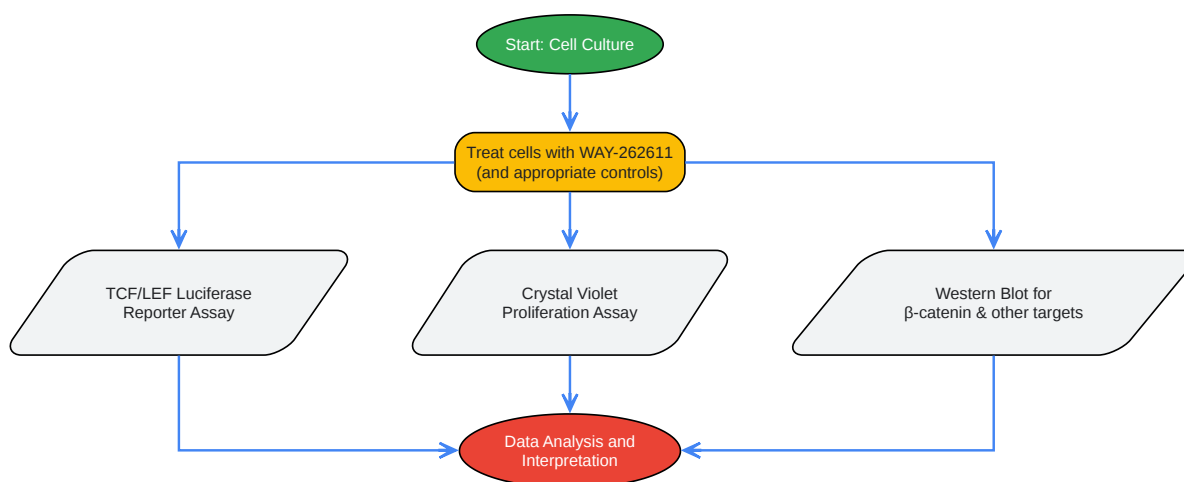 Start: Cell Culture
Treat cells with WAY-262611
(and appropriate controls)
TCF/LEF Luciferase
Reporter Assay
Crystal Violet
Proliferation Assay
Western Blot for
β-catenin & other targets
Data Analysis and
Interpretation